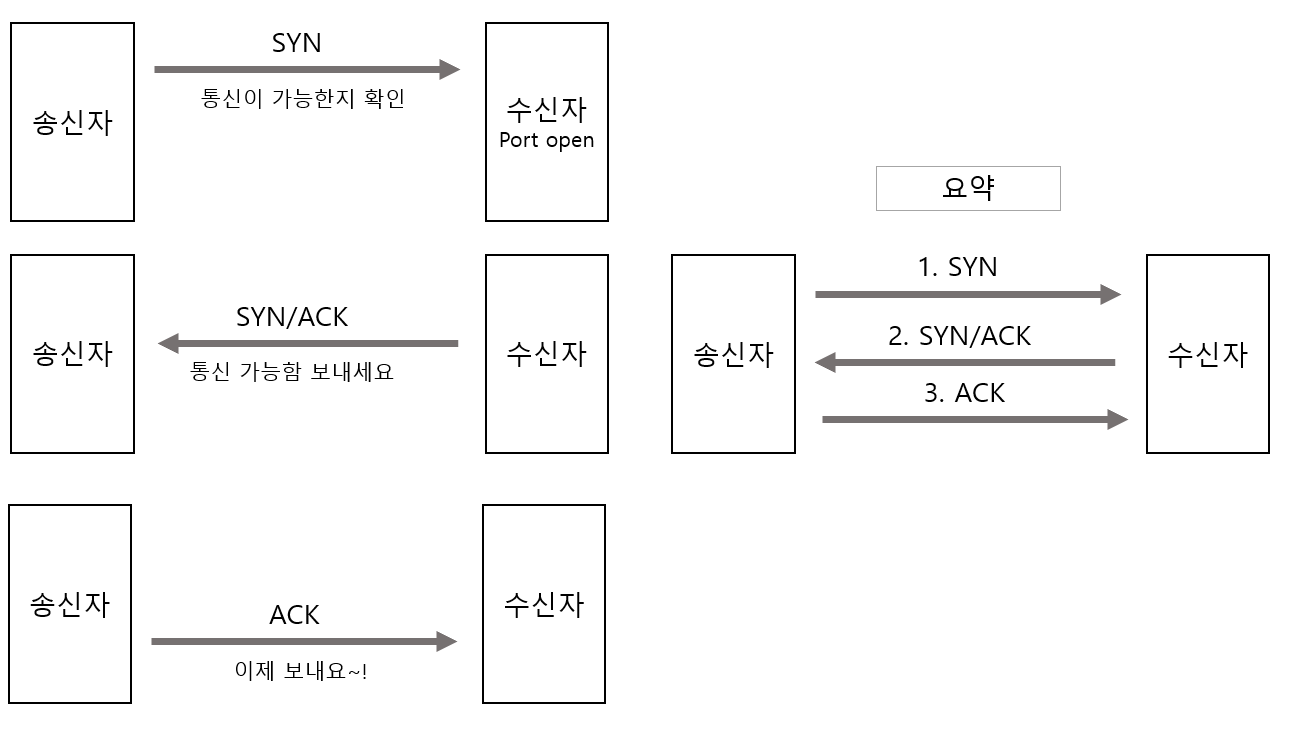 SYN
송신자
통신이 가능한지 확인
수신자
Port open
SYN/ACK
송신자
통신 가능함 보내세요
수신자
ACK
송신자
이제 보내요~!
수신자
요약
1. SYN
2. SYN/ACK
송신자
수신자
3. ACK